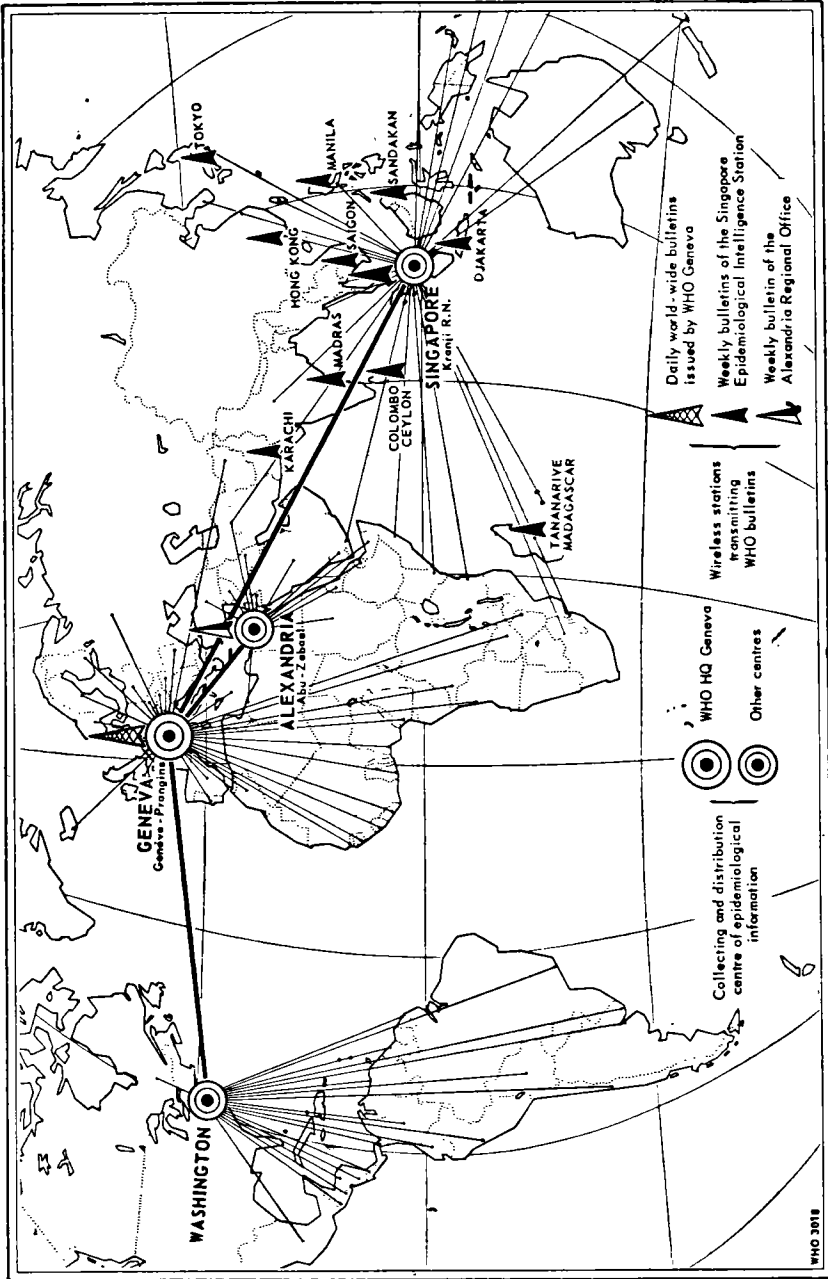 WASHINGTON
GENEVA
Genève - Prangins
ALEXANDRIA
Abu - Zabael
KARACHI
MADRAS
COLOMBO
CEYLON
HONG KONG
SAIGON
TOKYO
MANILA
SANDAKAN
SINGAPORE
Kranji R.N.
DJAKARTA
TANANARIVE
MADAGASCAR
Collecting and distribution
centre of epidemiological
information
WHO HQ Geneva
Other centres
Wireless stations
transmitting
WHO bulletins
Daily world-wide bulletins
issued by WHO Geneva
Weekly bulletins of the Singapore
Epidemiological Intelligence Station
Weekly bulletin of the
Alexandria Regional Office
WHO 3018